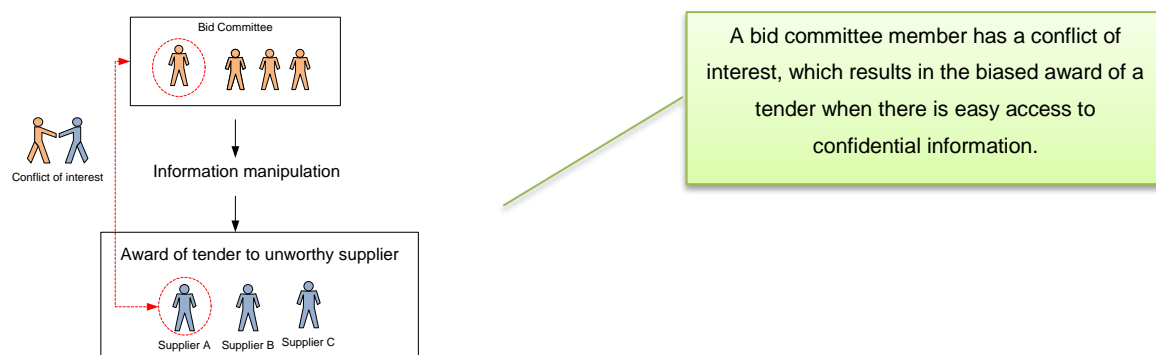 Bid Committee
Conflict of interest
Information manipulation
Award of tender to unworthy supplier
Supplier A
Supplier B
Supplier C
A bid committee member has a conflict of
interest, which results in the biased award of a
tender when there is easy access to
confidential information.